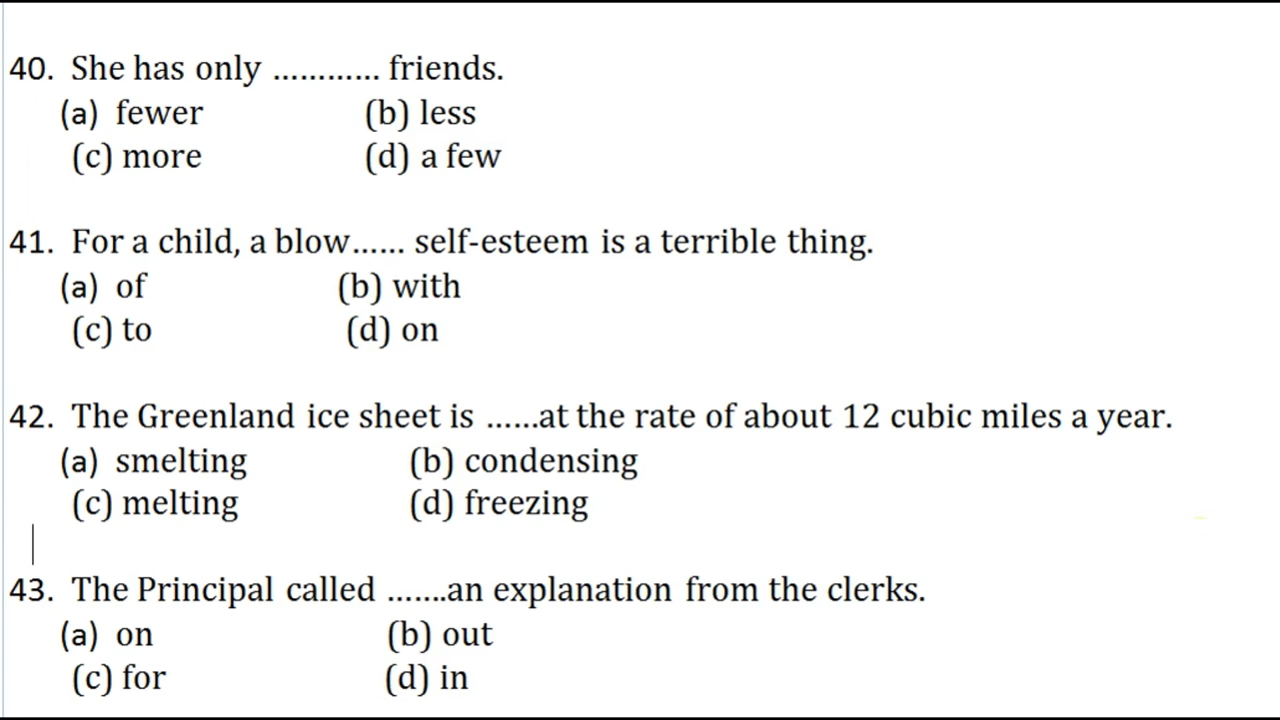 40. She has only ............ friends.
(a) fewer (b) less
(c) more (d) a few
41. For a child, a blow...... self-esteem is a terrible thing.
(a) of (b) with
(c) to (d) on
42. The Greenland ice sheet is ......at the rate of about 12 cubic miles a year.
(a) smelting (b) condensing
(c) melting (d) freezing
43. The Principal called .......an explanation from the clerks.
(a) on (b) out
(c) for (d) in